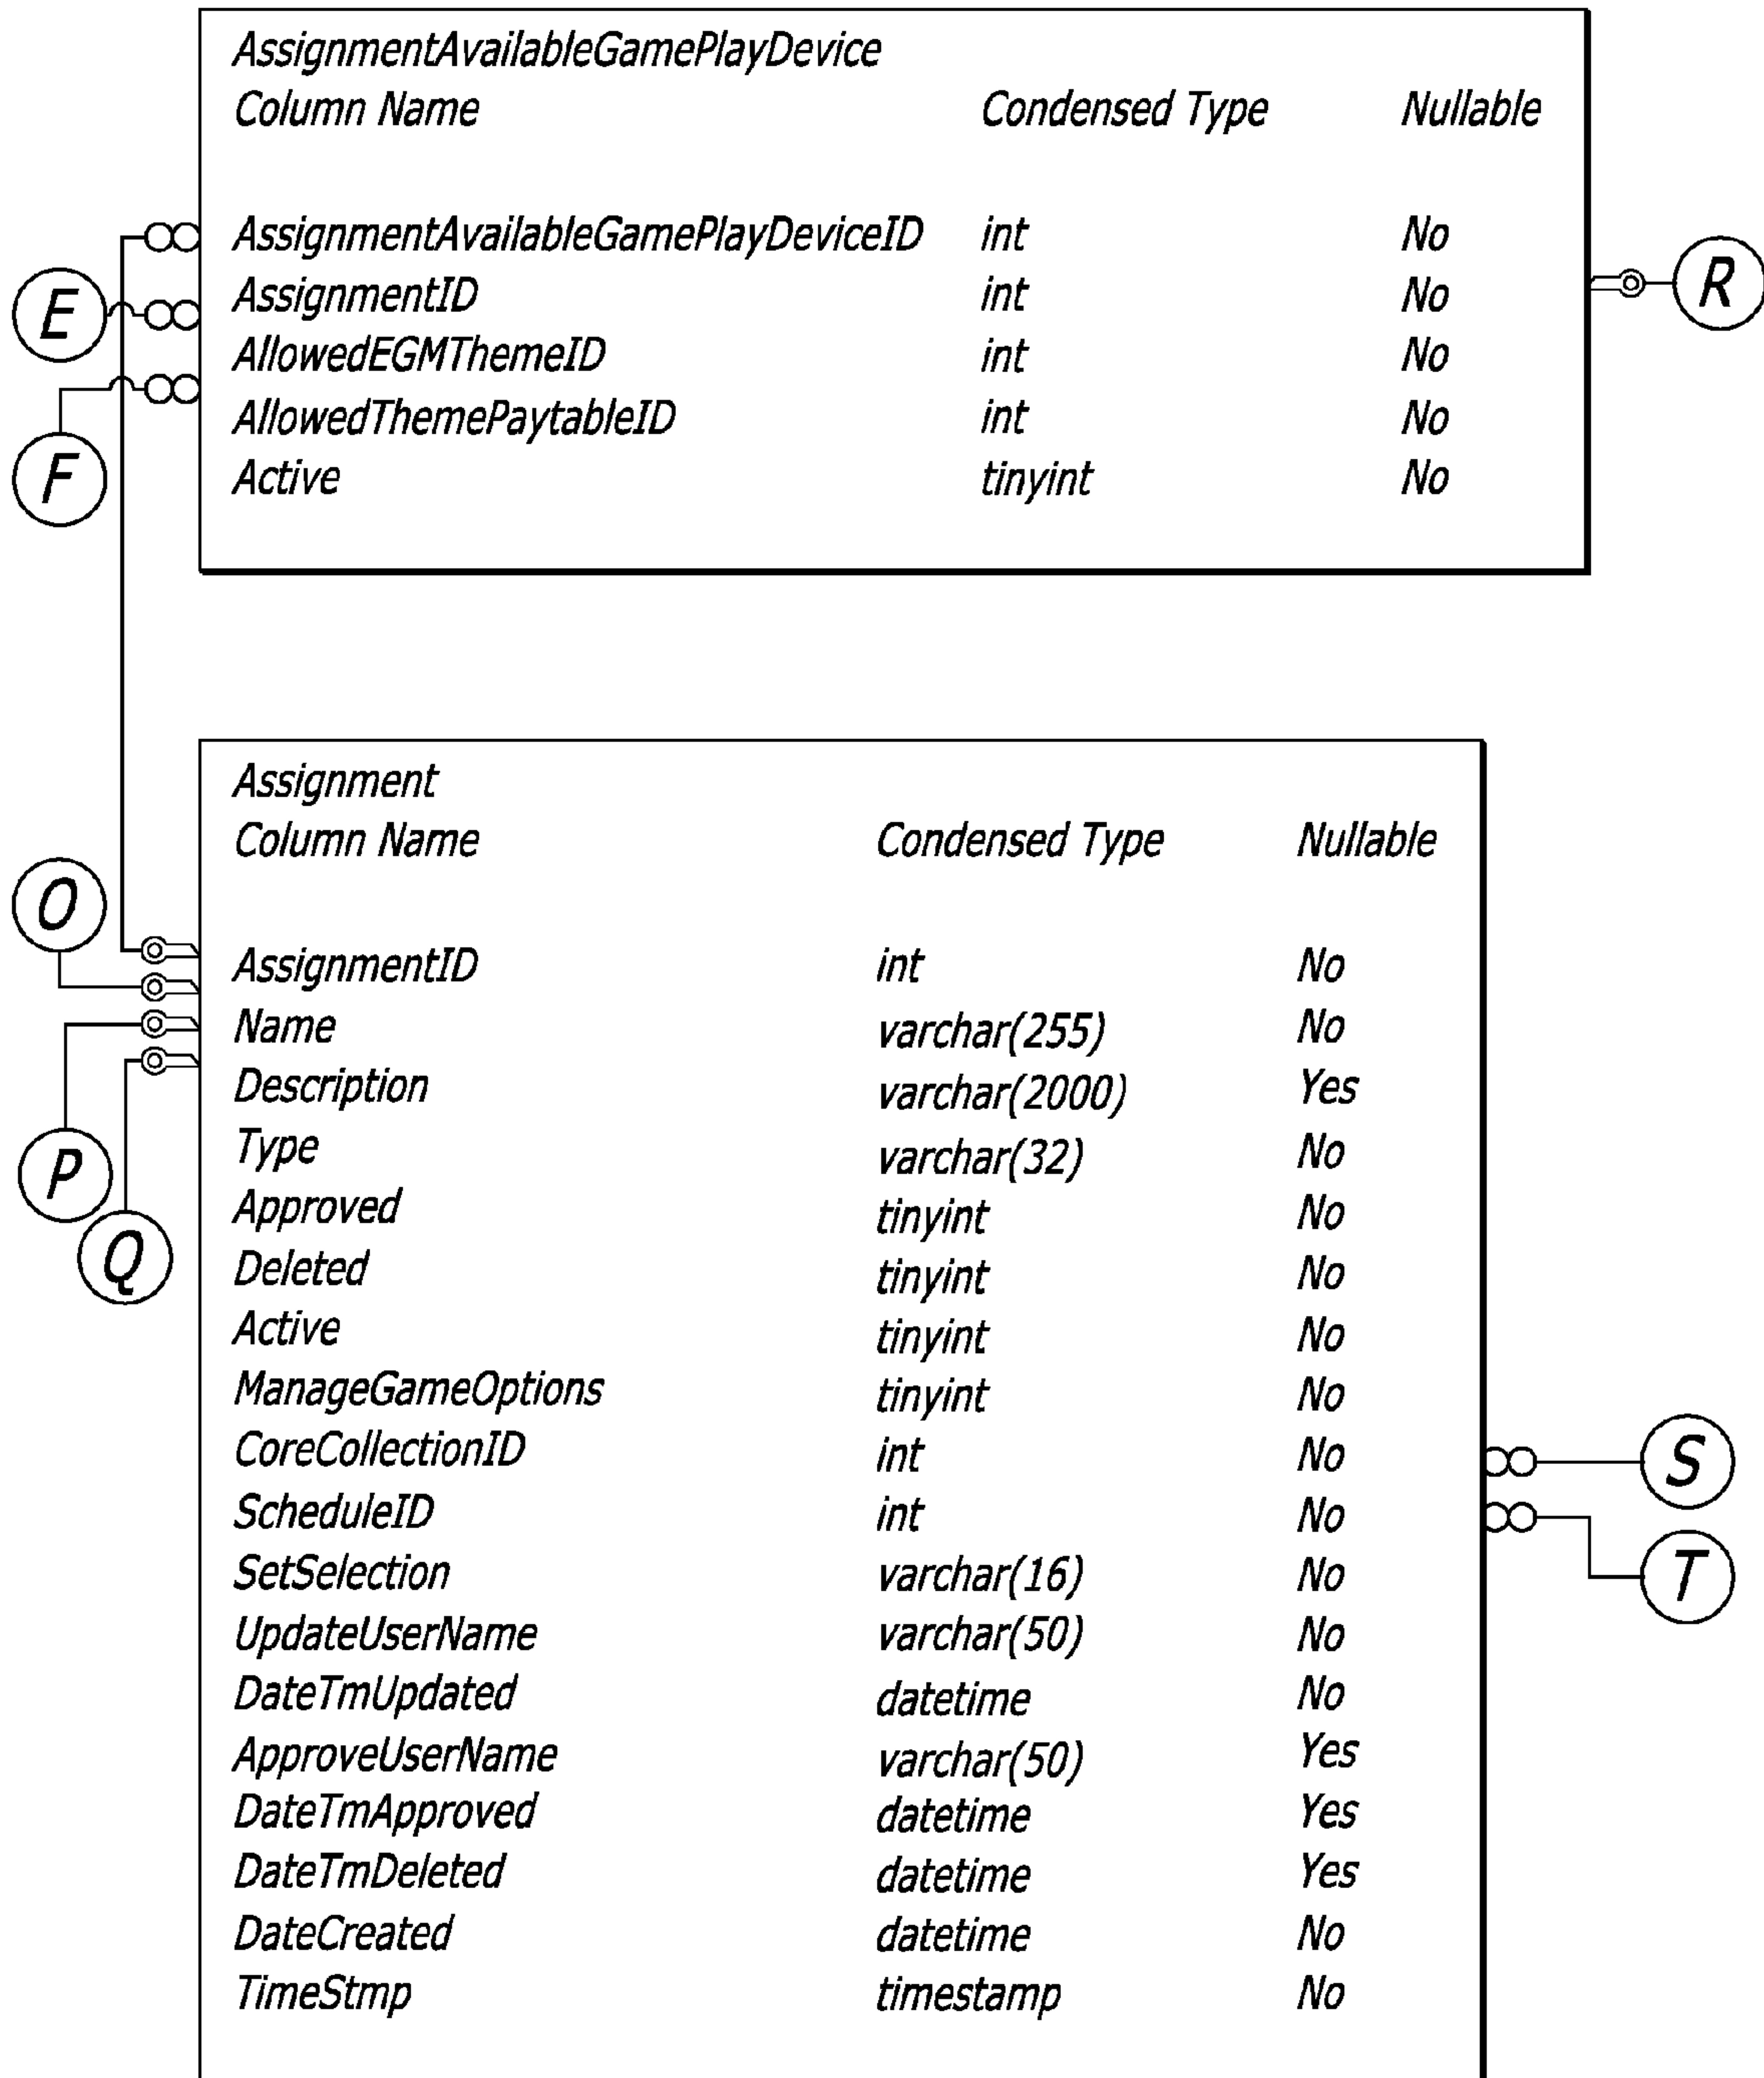 AssignmentAvailableGamePlayDevice
Column Name Condensed Type Nullable
AssignmentAvailableGamePlayDeviceID int No
AssignmentID int No
AllowedEGMThemeID int No
AllowedThemePaytableID int No
Active tinyint No
E
F
R
Assignment
Column Name Condensed Type Nullable
AssignmentID int No
Name varchar(255) No
Description varchar(2000) Yes
Type varchar(32) No
Approved tinyint No
Deleted tinyint No
Active tinyint No
ManageGameOptions tinyint No
CoreCollectionID int No
ScheduleID int No
SetSelection varchar(16) No
UpdateUserName varchar(50) No
DateTmUpdated datetime No
ApproveUserName varchar(50) Yes
DateTmApproved datetime Yes
DateTmDeleted datetime Yes
DateCreated datetime No
TimeStmp timestamp No
O
P
Q
S
T